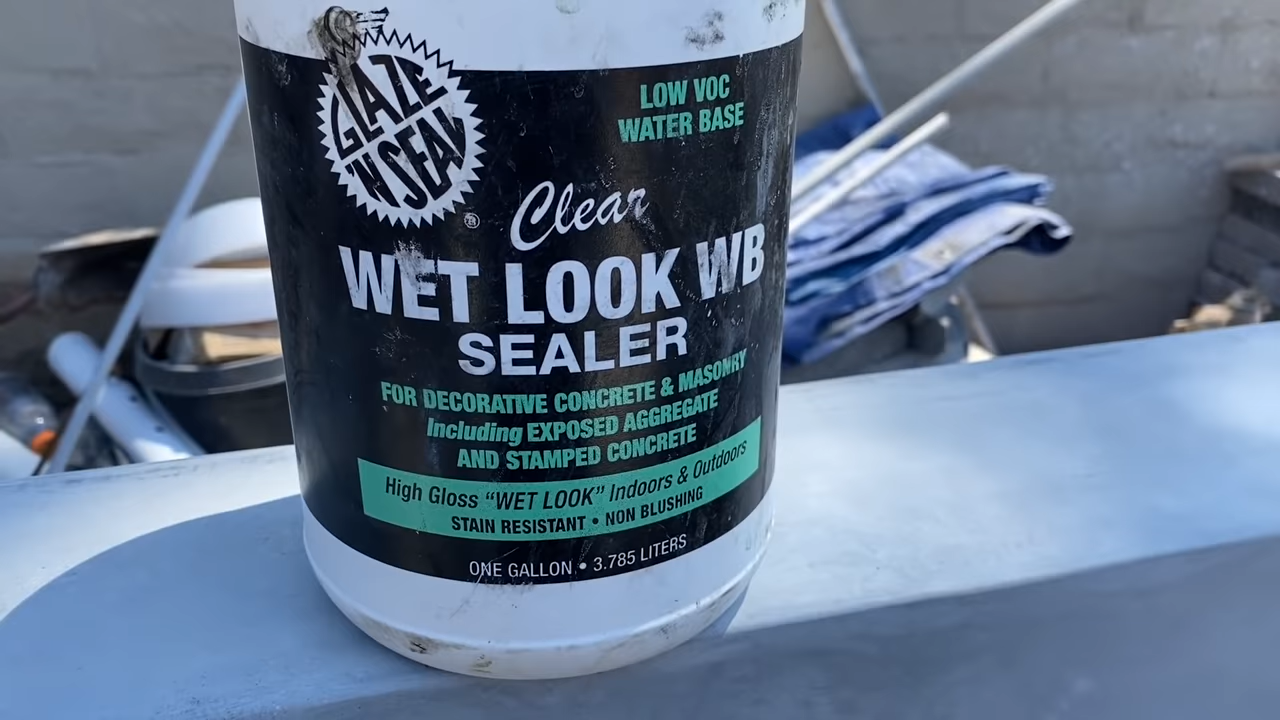 GLAZE
'N SEAL
®
LOW VOC
WATER BASE
Clear
WET LOOK WB
SEALER
FOR DECORATIVE CONCRETE & MASONRY
Including EXPOSED AGGREGATE
AND STAMPED CONCRETE
High Gloss “WET LOOK” Indoors & Outdoors
STAIN RESISTANT • NON BLUSHING
ONE GALLON • 3.785 LITERS